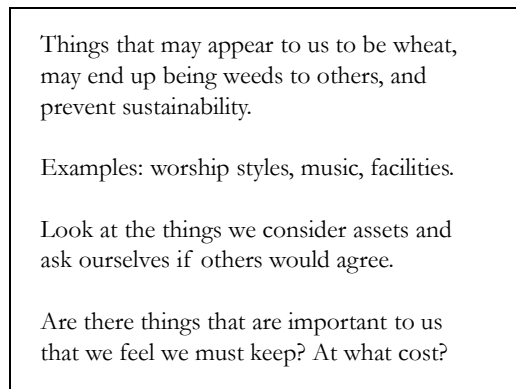 Things that may appear to us to be wheat,
may end up being weeds to others, and
prevent sustainability.
Examples: worship styles, music, facilities.
Look at the things we consider assets and
ask ourselves if others would agree.
Are there things that are important to us
that we feel we must keep? At what cost?